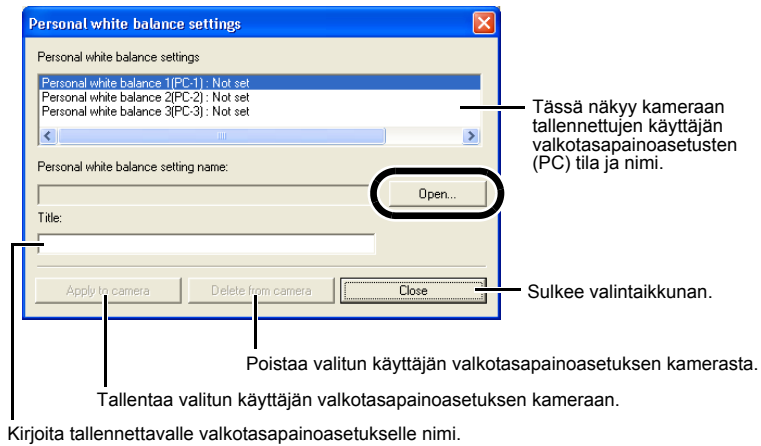 Personal white balance settings
Personal white balance settings
Personal white balance 1(PC-1) : Not set
Personal white balance 2(PC-2) : Not set
Personal white balance 3(PC-3) : Not set
Tässä näkyy kameraan
tallennettujen käyttäjän
valkotasapainoasetusten
(PC) tila ja nimi.
Personal white balance setting name:
Open...
Title:
Apply to camera
Delete from camera
Close
Sulkee valintaikkunan.
Poistaa valitun käyttäjän valkotasapainoasetuksen kamerasta.
Tallentaa valitun käyttäjän valkotasapainoasetuksen kameraan.
Kirjoita tallennettavalle valkotasapainoasetukselle nimi.